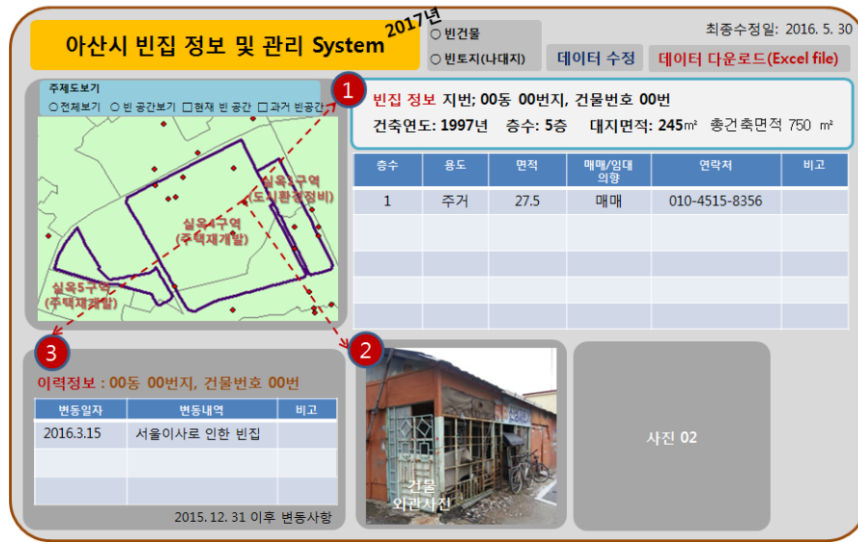 아산시 빈집 정보 및 관리 System
2017년
○ 빈건물
○ 빈토지(나대지)
최종수정일: 2016. 5. 30
데이터 수정
데이터 다운로드(Excel file)
주제도보기
○전체보기 ○빈 공간보기 □현재 빈 공간 □과거 빈공간
실옥3구역
(도시환경정비)
실옥4구역
(주택재개발)
실옥5구역
(주택재개발)
1
빈집 정보 지번; 00동 00번지, 건물번호 00번
건축연도: 1997년 층수: 5층 대지면적: 245㎡ 총건축면적 750 ㎡
층수 용도 면적 매매/임대 의향 연락처 비고
1 주거 27.5 매매 010-4515-8356
3
이력정보 : 00동 00번지, 건물번호 00번
변동일자 변동내역 비고
2016.3.15 서울이사로 인한 빈집
2015. 12. 31 이후 변동사항
2
건물
외관사진
사진 02